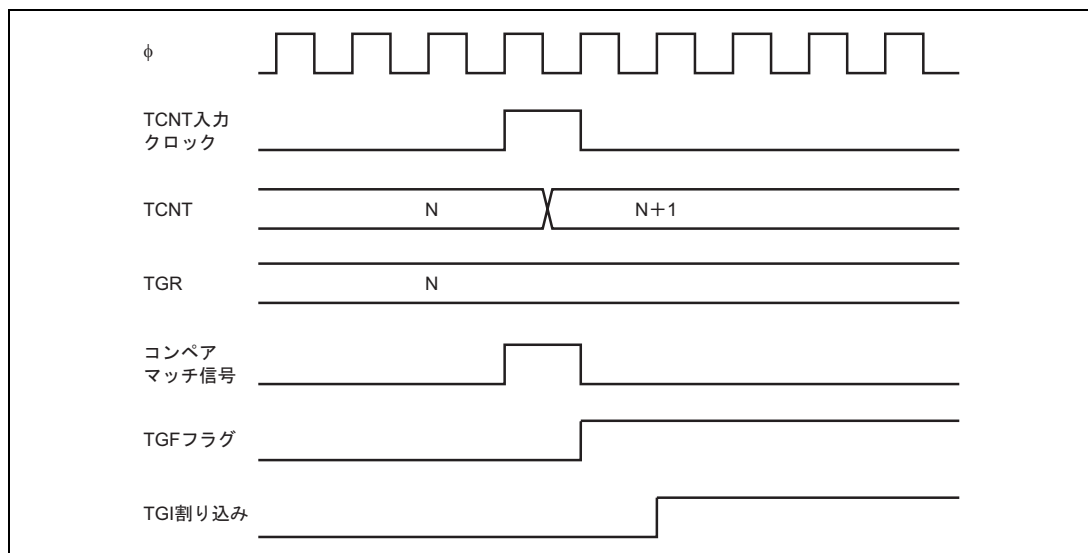 φ
TCNT入力
クロック
TCNT
N
N+1
TGR
N
コンペア
マッチ信号
TGFフラグ
TGI割り込み